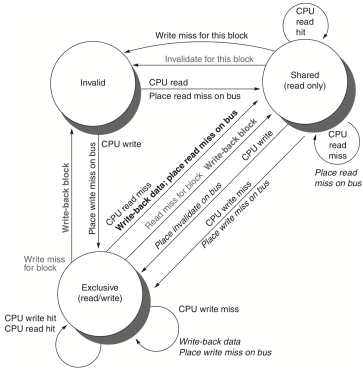 CPU
read
hit
Write miss for this block
Invalidate for this block
Invalid
CPU read
Place read miss on bus
Shared
(read only)
CPU write
Place write miss on bus
Write-back block
CPU read miss
Write-back data; place read miss on bus
Read miss for block
Write-back block
CPU write
Place invalidate on bus
CPU write miss
Place write miss on bus
CPU
read
miss
Place read
miss on bus
Write miss
for block
Exclusive
(read/write)
CPU write hit
CPU read hit
CPU write miss
Write-back data
Place write miss on bus